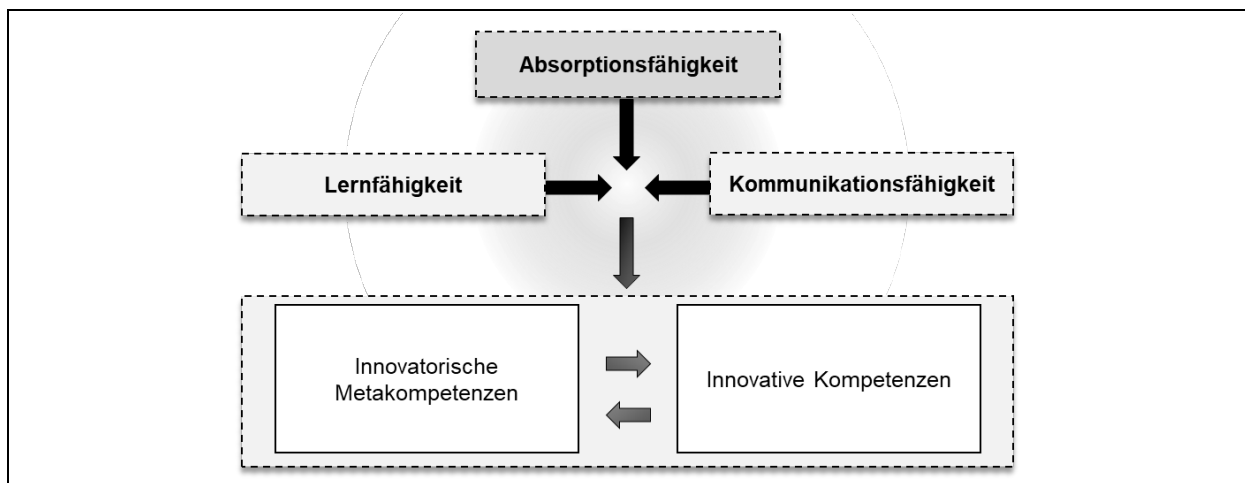 Absorptionsfähigkeit
Lernfähigkeit
Kommunikationsfähigkeit
Innovatorische
Metakompetenzen
Innovative Kompetenzen